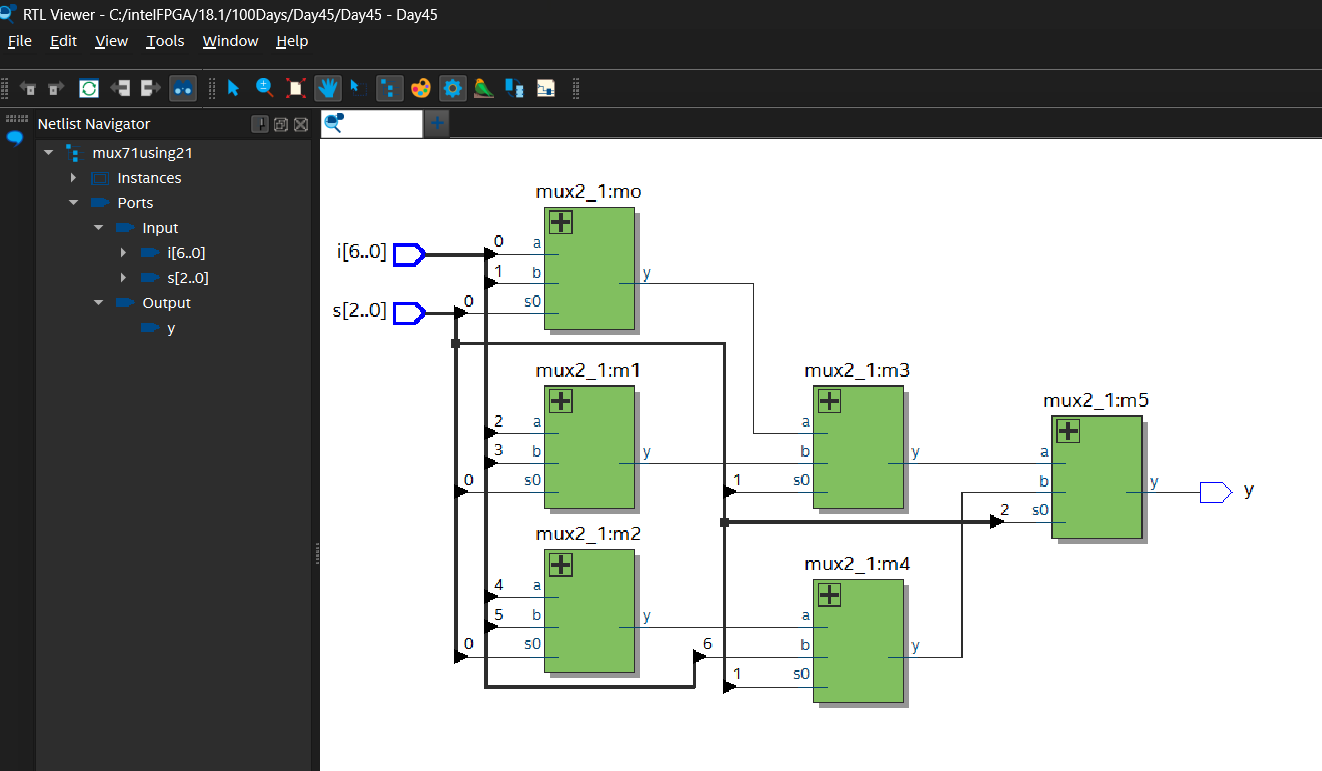 RTL Viewer - C:/intelFPGA/18.1/100Days/Day45/Day45 - Day45
File Edit View Tools Window Help
Netlist Navigator
mux71using21
Instances
Ports
Input
i[6..0]
s[2..0]
Output
y
mux2_1:mo
i[6..0]
0 a
1 b y
s[2..0]
0 s0
mux2_1:m1
2 a
3 b y
0 s0
mux2_1:m3
a
b y
1 s0
mux2_1:m5
a
b y y
2 s0
mux2_1:m2
4 a
5 b y
0 s0
mux2_1:m4
a
6 b y
1 s0